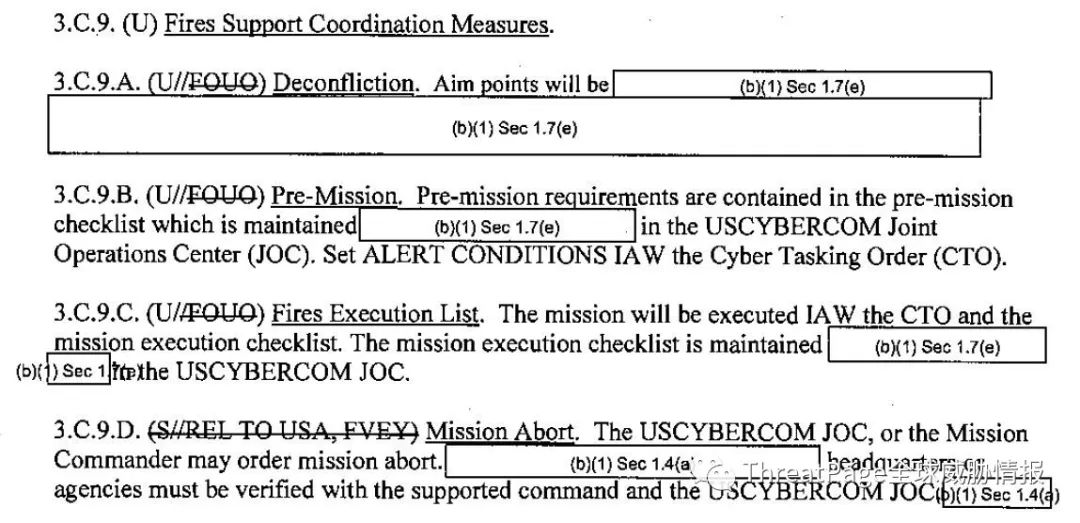 3.C.9. (U) Fires Support Coordination Measures.
3.C.9.A. (U//FOUO) Deconfliction. Aim points will be (b)(1) Sec 1.7(e)
(b)(1) Sec 1.7(e)
3.C.9.B. (U//FOUO) Pre-Mission. Pre-mission requirements are contained in the pre-mission
checklist which is maintained (b)(1) Sec 1.7(e) in the USCYBERCOM Joint
Operations Center (JOC). Set ALERT CONDITIONS IAW the Cyber Tasking Order (CTO).
3.C.9.C. (U//FOUO) Fires Execution List. The mission will be executed IAW the CTO and the
mission execution checklist. The mission execution checklist is maintained (b)(1) Sec 1.7(e)
(b)(1) Sec 1. the USCYBERCOM JOC.
3.C.9.D. (S//REL TO USA, FVEY) Mission Abort. The USCYBERCOM JOC, or the Mission
Commander may order mission abort. (b)(1) Sec 1.4(a) headquarters or
ThreatPage全球威胁情报
agencies must be verified with the supported command and the USCYBERCOM JOC (b)(1) Sec 1.4(a)